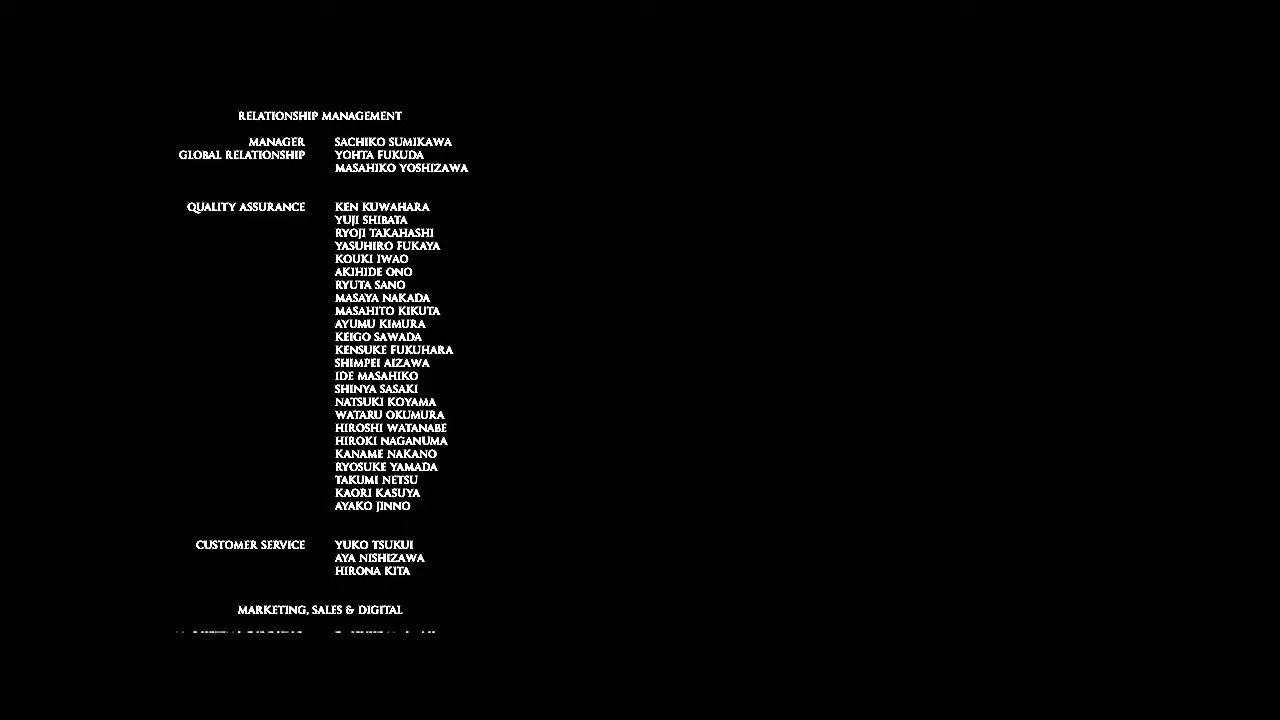 RELATIONSHIP MANAGEMENT
MANAGER SACHIKO SUMIKAWA
GLOBAL RELATIONSHIP YOHTA FUKUDA
MASAHIKO YOSHIZAWA
QUALITY ASSURANCE KEN KUWAHARA
YUJI SHIBATA
RYOJI TAKAHASHI
YASUHIRO FUKAYA
KOUKI IWAO
AKIHIDE ONO
RYUTA SANO
MASAYA NAKADA
MASAHITO KIKUTA
AYUMU KIMURA
KEIGO SAWADA
KENSUKE FUKUHARA
SHIMPEI AIZAWA
IDE MASAHIKO
SHINYA SASAKI
NATSUKI KOYAMA
WATARU OKUMURA
HIROSHI WATANABE
HIROKI NAGANUMA
KANAME NAKANO
RYOSUKE YAMADA
TAKUMI NETSU
KAORI KASUYA
AYAKO JINNO
CUSTOMER SERVICE YUKO TSUKUI
AYA NISHIZAWA
HIRONA KITA
MARKETING, SALES & DIGITAL